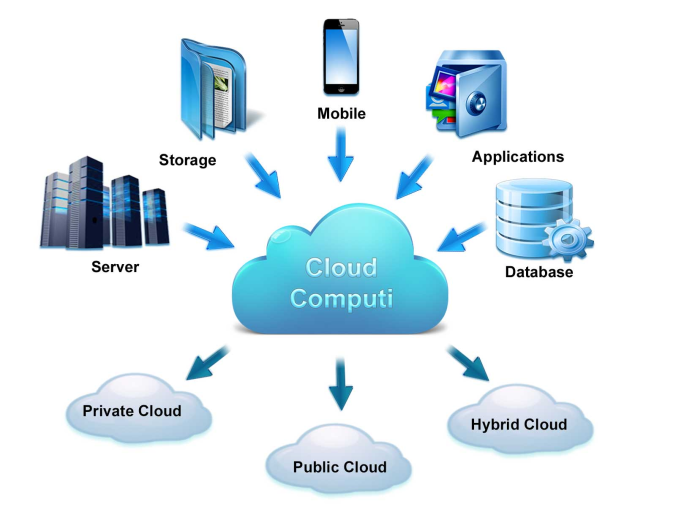 Mobile
Storage
Applications
Server
Database
Cloud
Computi
Private Cloud
Hybrid Cloud
Public Cloud